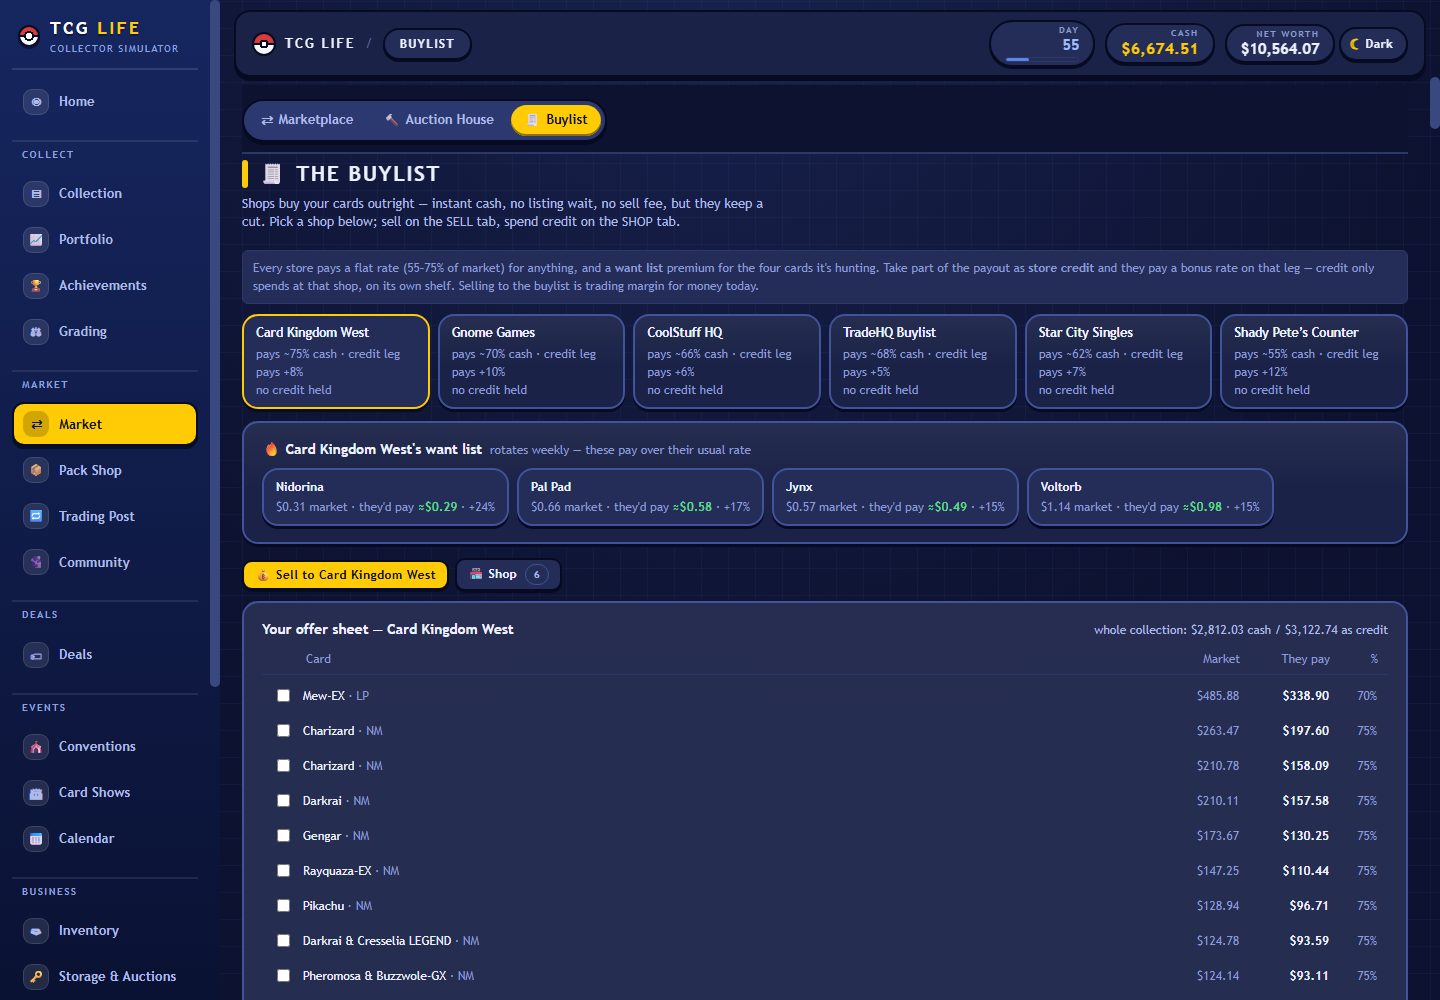 TCG LIFE
COLLECTOR SIMULATOR
Home
COLLECT
Collection
Portfolio
Achievements
Grading
MARKET
Market
Pack Shop
Trading Post
Community
DEALS
Deals
EVENTS
Conventions
Card Shows
Calendar
BUSINESS
Inventory
Storage & Auctions
TCG LIFE / BUYLIST
DAY
55
CASH
$6,674.51
NET WORTH
$10,564.07
Dark
Marketplace
Auction House
Buylist
THE BUYLIST
Shops buy your cards outright — instant cash, no listing wait, no sell fee, but they keep a
cut. Pick a shop below; sell on the SELL tab, spend credit on the SHOP tab.
Every store pays a flat rate (55–75% of market) for anything, and a want list premium for the four cards it's hunting. Take part of the payout as store credit and they pay a bonus rate on that leg — credit only
spends at that shop, on its own shelf. Selling to the buylist is trading margin for money today.
Card Kingdom West
pays ~75% cash · credit leg
pays +8%
no credit held
Gnome Games
pays ~70% cash · credit leg
pays +10%
no credit held
CoolStuff HQ
pays ~66% cash · credit leg
pays +6%
no credit held
TradeHQ Buylist
pays ~68% cash · credit leg
pays +5%
no credit held
Star City Singles
pays ~62% cash · credit leg
pays +7%
no credit held
Shady Pete's Counter
pays ~55% cash · credit leg
pays +12%
no credit held
Card Kingdom West's want list rotates weekly — these pay over their usual rate
Nidorina
$0.31 market · they'd pay ≈$0.29 · +24%
Pal Pad
$0.66 market · they'd pay ≈$0.58 · +17%
Jynx
$0.57 market · they'd pay ≈$0.49 · +15%
Voltorb
$1.14 market · they'd pay ≈$0.98 · +15%
Sell to Card Kingdom West
Shop 6
Your offer sheet — Card Kingdom West
whole collection: $2,812.03 cash / $3,122.74 as credit
Card Market They pay %
Mew-EX · LP $485.88 $338.90 70%
Charizard · NM $263.47 $197.60 75%
Charizard · NM $210.78 $158.09 75%
Darkrai · NM $210.11 $157.58 75%
Gengar · NM $173.67 $130.25 75%
Rayquaza-EX · NM $147.25 $110.44 75%
Pikachu · NM $128.94 $96.71 75%
Darkrai & Cresselia LEGEND · NM $124.78 $93.59 75%
Pheromosa & Buzzwole-GX · NM $124.14 $93.11 75%